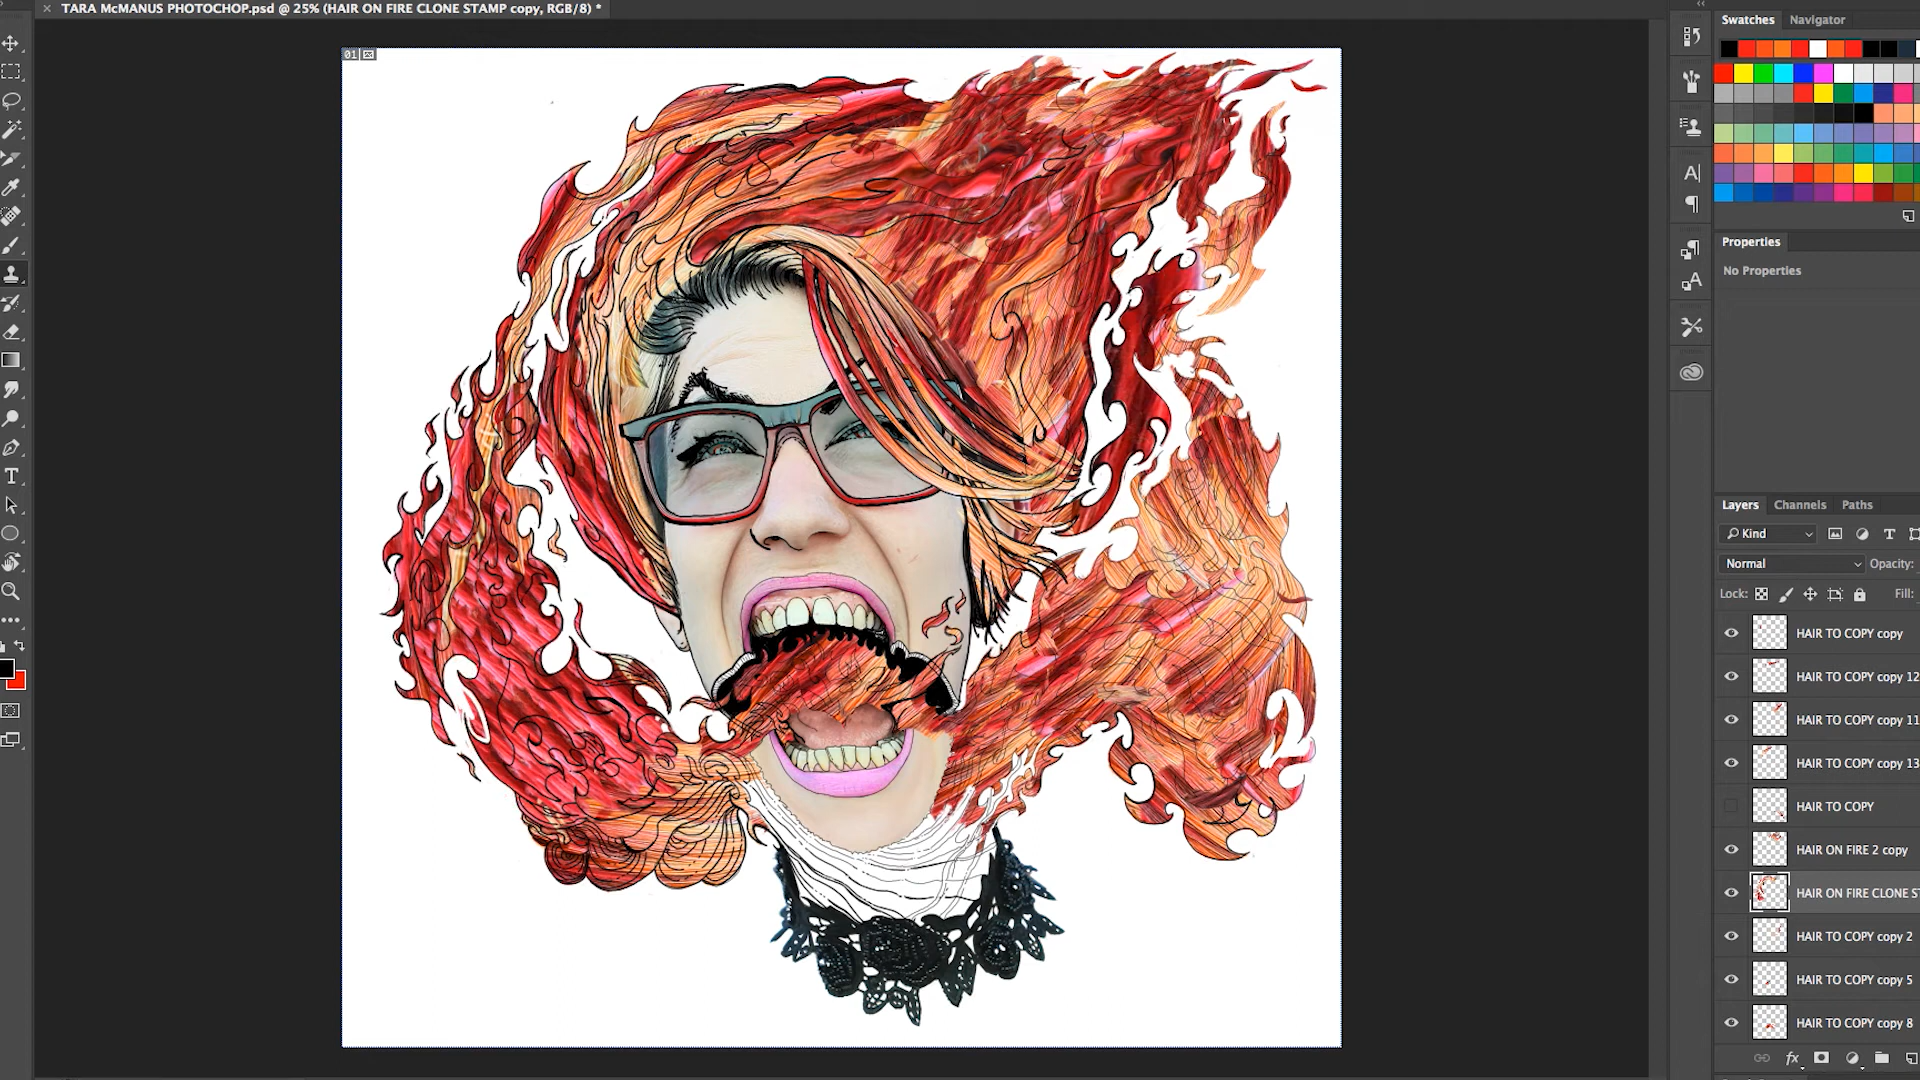 TARA McMANUS PHOTOCHOP.psd @ 25% (HAIR ON FIRE CLONE STAMP copy, RGB/8) *
01
Swatches
Navigator
Properties
No Properties
Layers
Channels
Paths
Kind
Normal
Opacity:
Lock:
Fill:
HAIR TO COPY copy
HAIR TO COPY copy 12
HAIR TO COPY copy 11
HAIR TO COPY copy 13
HAIR TO COPY
HAIR ON FIRE 2 copy
HAIR ON FIRE CLONE ST
HAIR TO COPY copy 2
HAIR TO COPY copy 5
HAIR TO COPY copy 8
fx